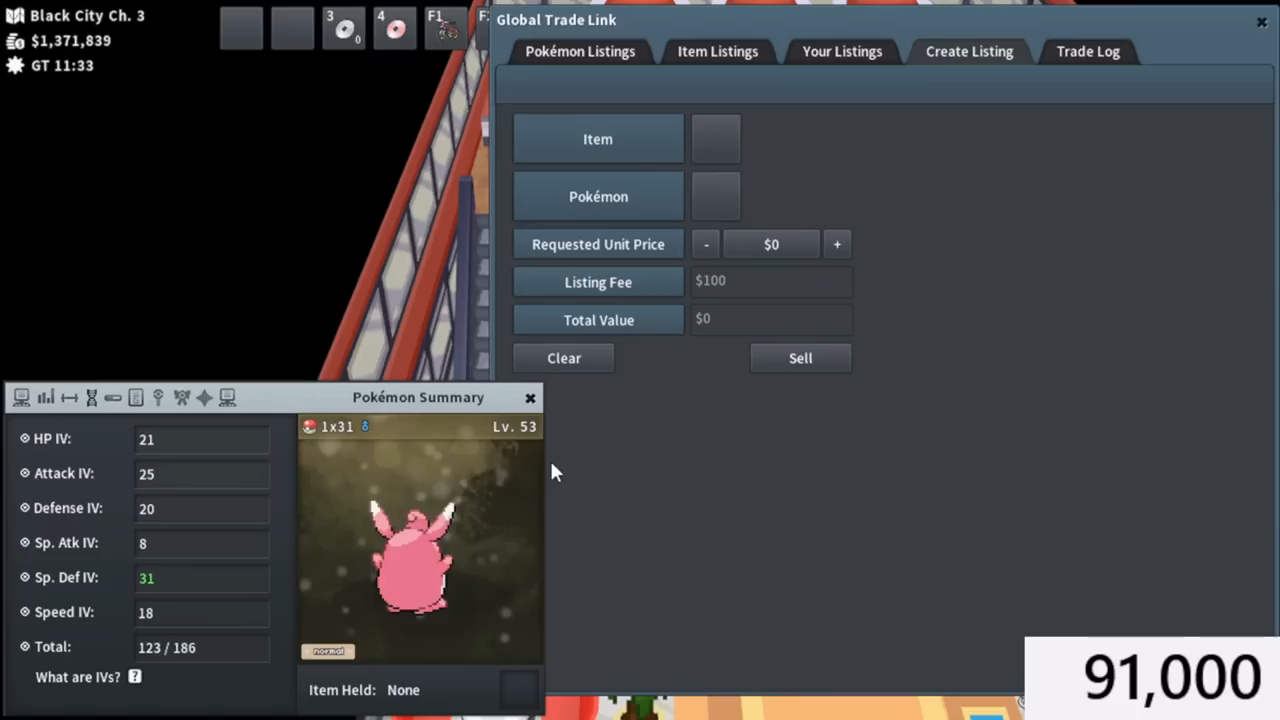 Black City Ch. 3
$1,371,839
GT 11:33
3
0
4
F1
Global Trade Link
Pokémon Listings
Item Listings
Your Listings
Create Listing
Trade Log
Item
Pokémon
Requested Unit Price
-
$0
+
Listing Fee
$100
Total Value
$0
Clear
Sell
Pokémon Summary
HP IV:
21
Attack IV:
25
Defense IV:
20
Sp. Atk IV:
8
Sp. Def IV:
31
Speed IV:
18
Total:
123 / 186
What are IVs? ?
1x31
Lv. 53
normal
Item Held: None
91,000